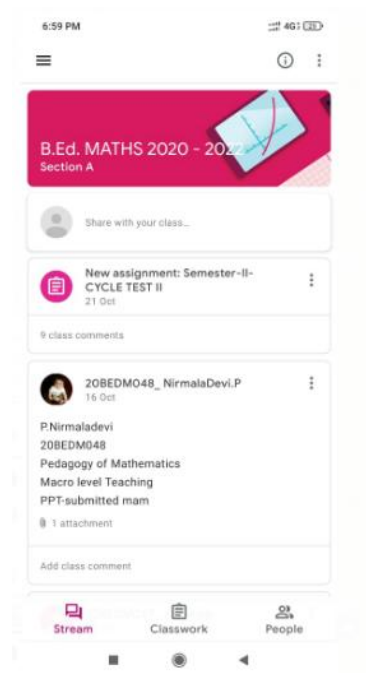 6:59 PM
4G
B.Ed. MATHS 2020 - 2022
Section A
Share with your class...
New assignment: Semester-II-
CYCLE TEST II
21 Oct
9 class comments
20BEDM048_ NirmalaDevi.P
16 Oct
P.Nirmaladevi
20BEDM048
Pedagogy of Mathematics
Macro level Teaching
PPT-submitted mam
1 attachment
Add class comment
Stream
Classwork
People